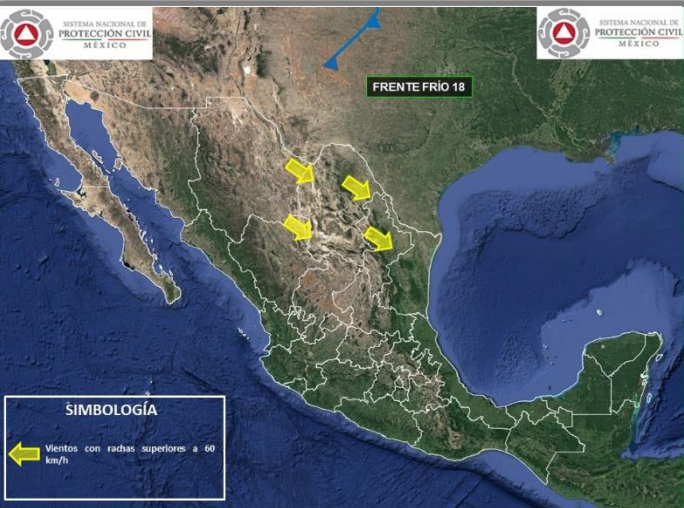 SISTEMA NACIONAL DE
PROTECCIÓN CIVIL
MÉXICO
SISTEMA NACIONAL DE
PROTECCIÓN CIVIL
MÉXICO
FRENTE FRÍO 18
SIMBOLOGÍA
Vientos con rachas superiores a 60
km/h